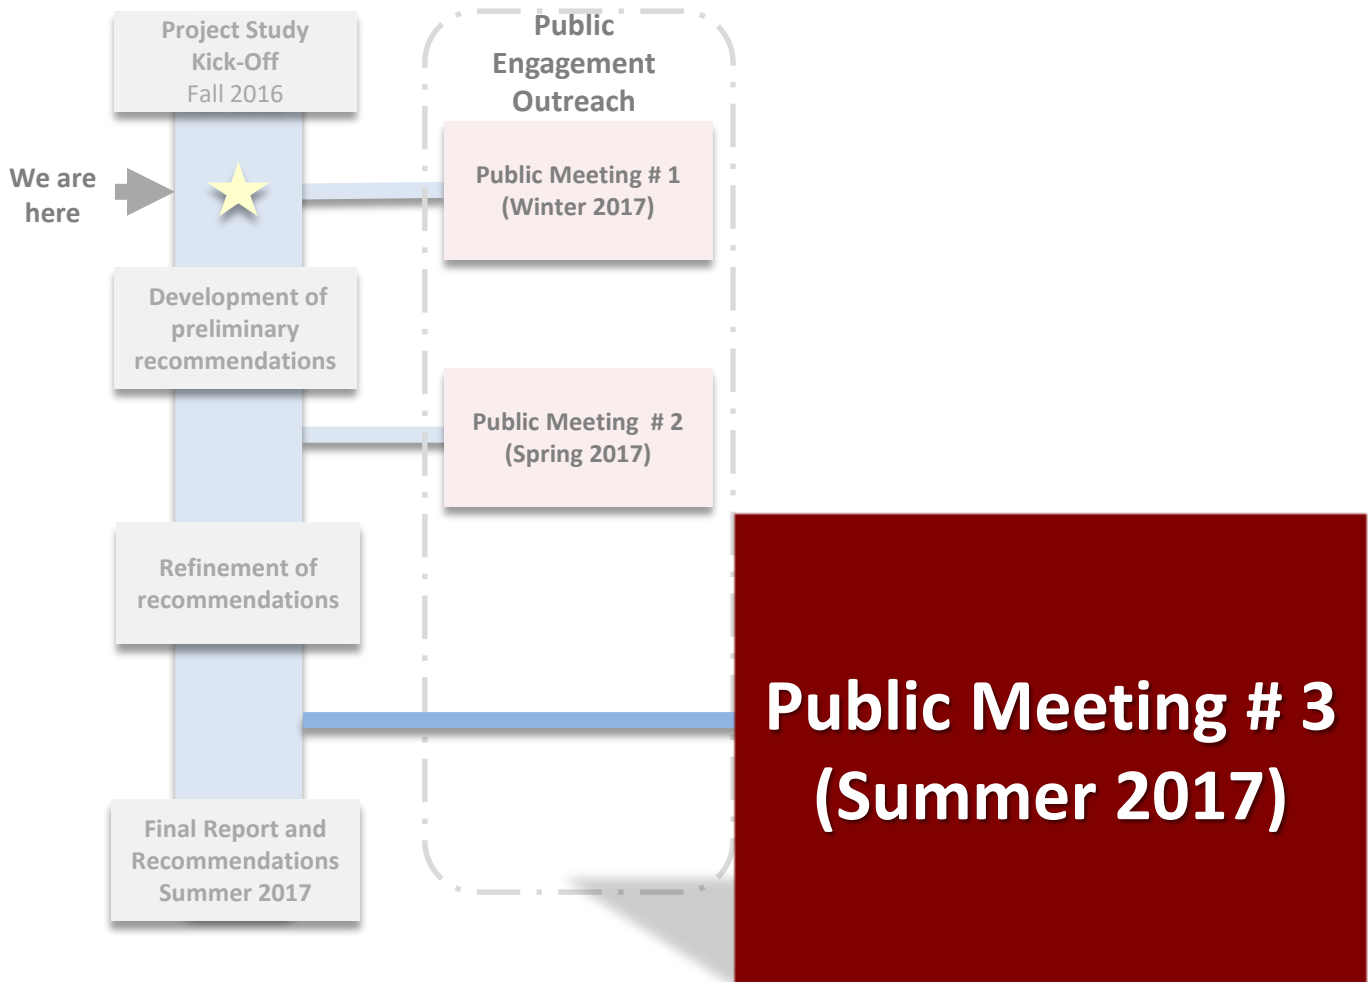 Project Study
Kick-Off
Fall 2016
Public
Engagement
Outreach
We are
here
Public Meeting # 1
(Winter 2017)
Development of
preliminary
recommendations
Public Meeting # 2
(Spring 2017)
Refinement of
recommendations
Public Meeting # 3
(Summer 2017)
Final Report and
Recommendations
Summer 2017